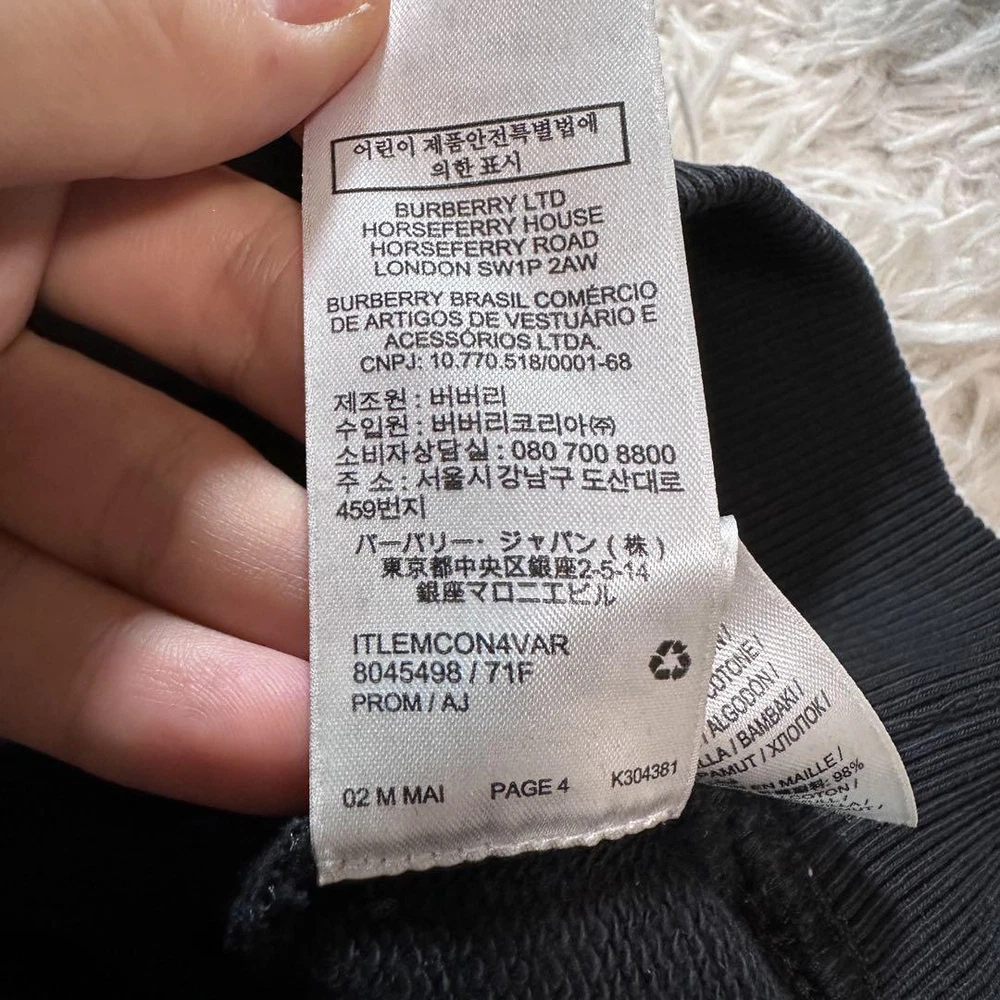 어린이 제품안전특별법에
의한 표시
BURBERRY LTD
HORSEFERRY HOUSE
HORSEFERRY ROAD
LONDON SW1P 2AW
BURBERRY BRASIL COMÉRCIO
DE ARTIGOS DE VESTUÁRIO E
ACESSÓRIOS LTDA.
CNPJ: 10.770.518/0001-68
제조원 : 버버리
수입원 : 버버리코리아㈜
소비자상담실 : 080 700 8800
주 소 : 서울시 강남구 도산대로
459번지
バーバリー・ジャパン ( 株 )
東京都中央区銀座2-5-14
銀座マロニエビル
ITLEMCON4VAR
8045498 / 71F
PROM / AJ
02 M MAI PAGE 4 K304381
COTONE /
ALGODÓN /
/ BAMBAKI /
PAMUT / ХЛОПОК /
EN MAILLE /
98%
COTON /